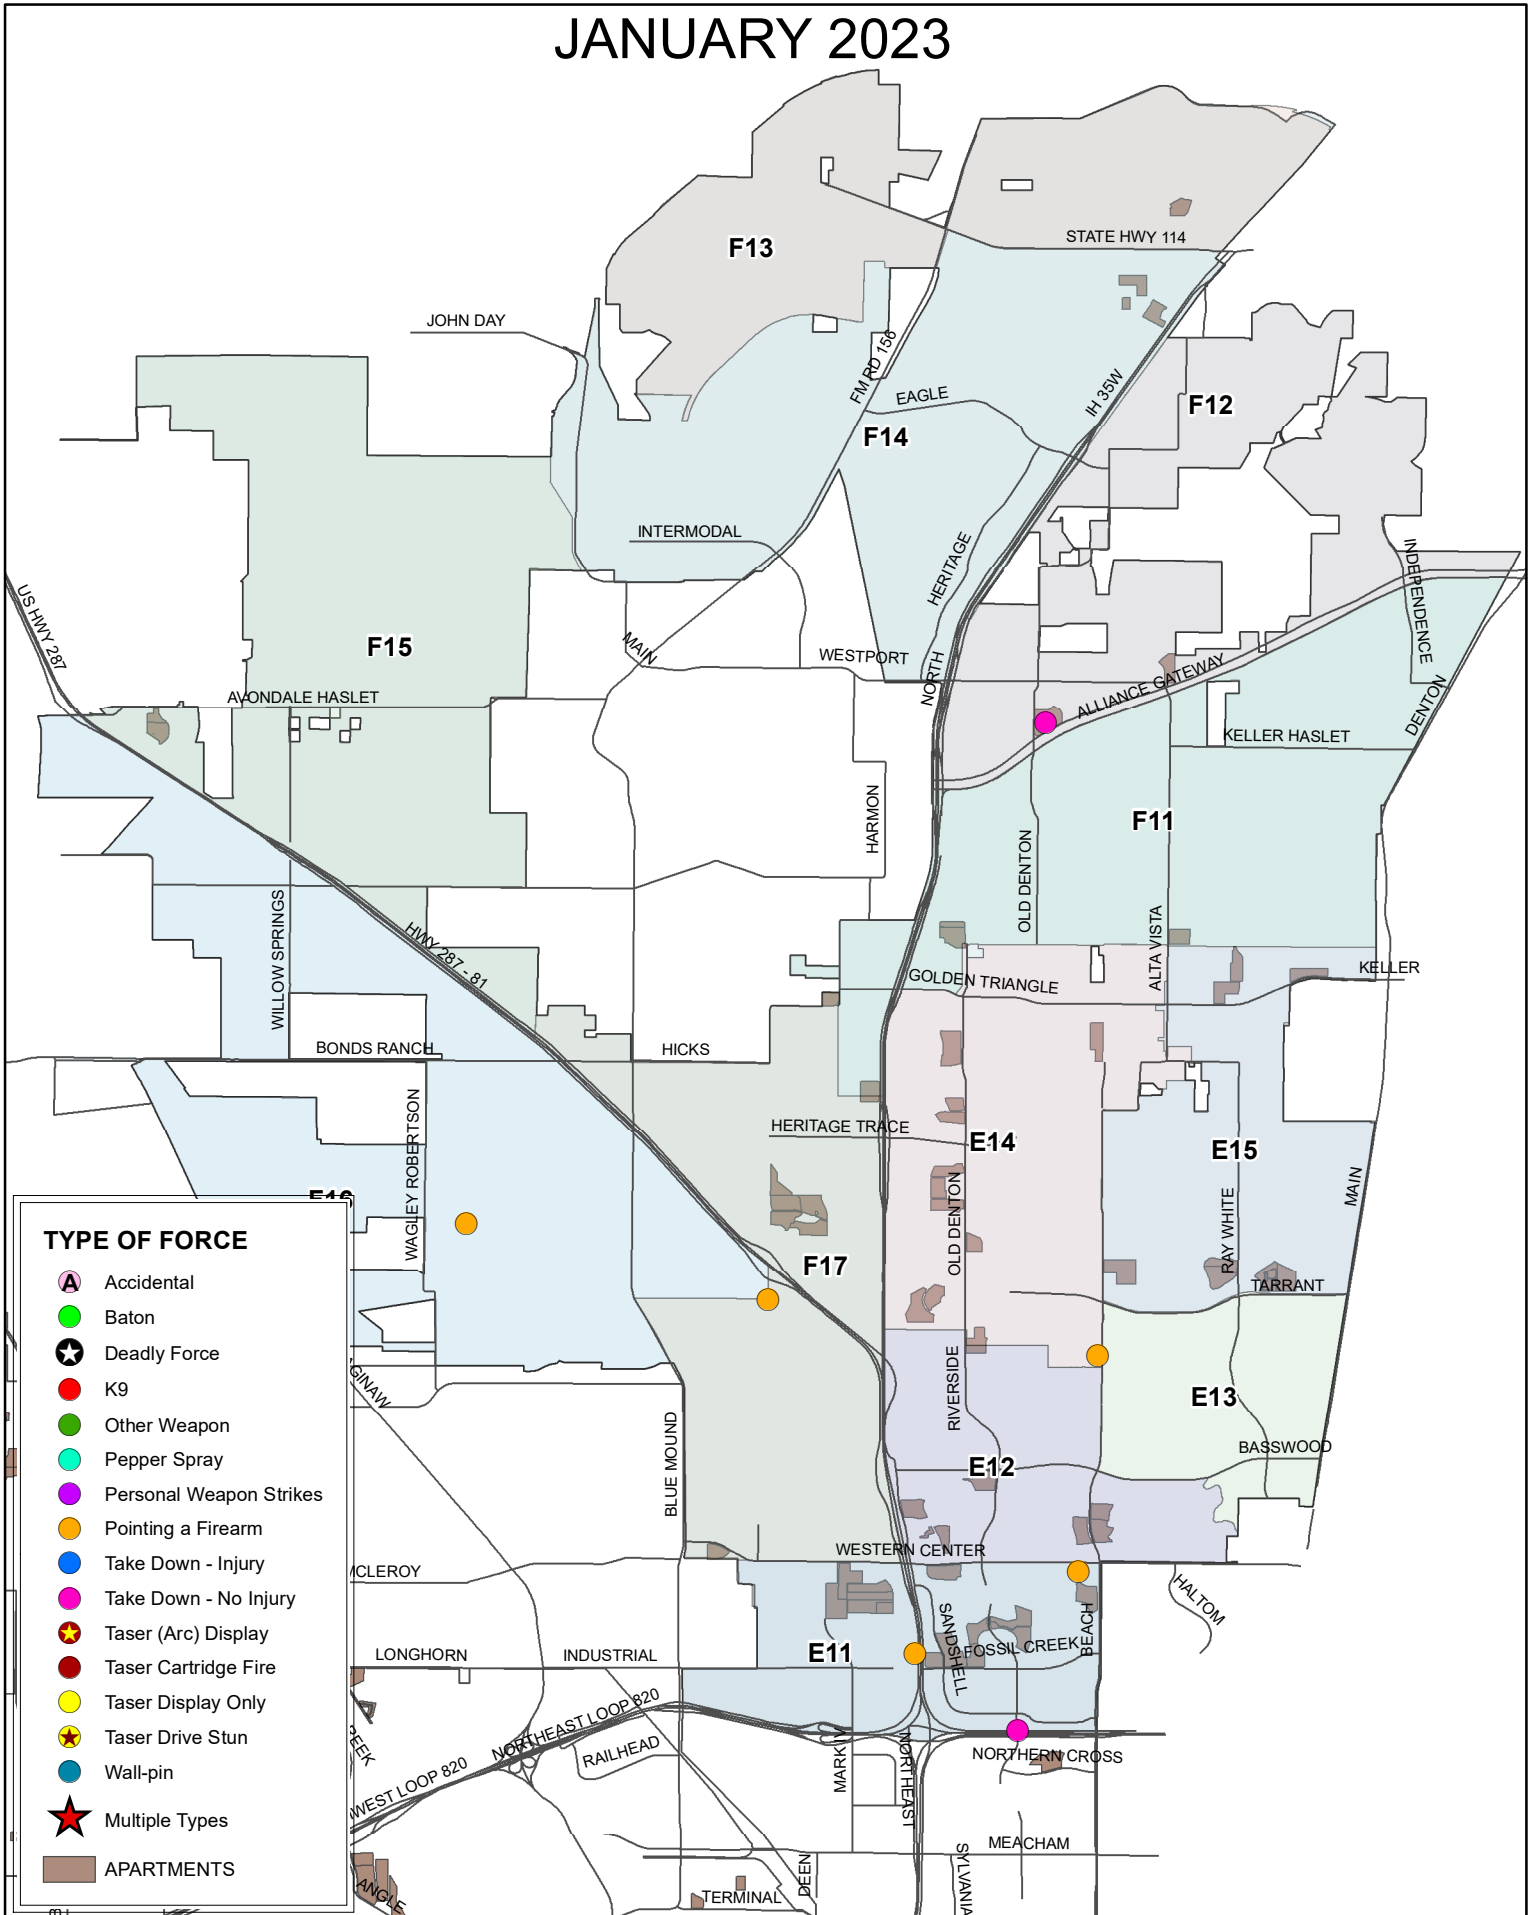 JANUARY 2023
F13
STATE HWY 114
JOHN DAY
FM RD 156
EAGLE
IH 35W
F12
F14
INTERMODAL
HERITAGE
INDEPENDENCE
US HWY 287
F15
MAIN
WESTPORT
NORTH
ALLIANCE GATEWAY
AVONDALE HASLET
DENTON
KELLER HASLET
HARMON
F11
OLD DENTON
WILLOW SPRINGS
HWY 287 - 81
ALTA VISTA
KELLER
GOLDEN TRIANGLE
BONDS RANCH
HICKS
WAGLEY ROBERTSON
HERITAGE TRACE
E14
E15
MAIN
OLD DENTON
RAY WHITE
F17
TARRANT
RIVERSIDE
E13
BLUE MOUND
BASSWOOD
E12
WESTERN CENTER
HALTOM
BEACH
SANDSHELL
FOSSIL CREEK
E11
LONGHORN
INDUSTRIAL
NORTHEAST LOOP 820
RAILHEAD
WEST LOOP 820
MARK IV
NORTHEAST
NORTHERN CROSS
MEACHAM
SYLVANIA
DEEN
TERMINAL
ANGLE
MCLEROY
GINAW
REEK
TYPE OF FORCE
A Accidental
Baton
Deadly Force
K9
Other Weapon
Pepper Spray
Personal Weapon Strikes
Pointing a Firearm
Take Down - Injury
Take Down - No Injury
Taser (Arc) Display
Taser Cartridge Fire
Taser Display Only
Taser Drive Stun
Wall-pin
Multiple Types
APARTMENTS